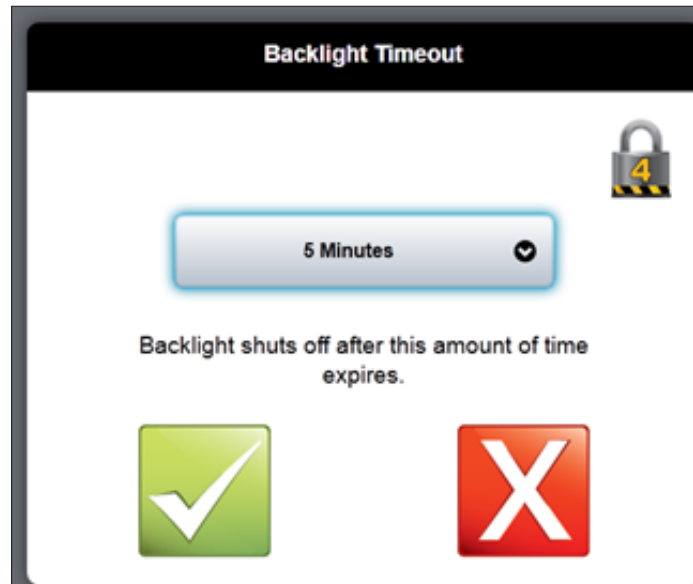 Backlight Timeout
4
5 Minutes
Backlight shuts off after this amount of time
expires.
X